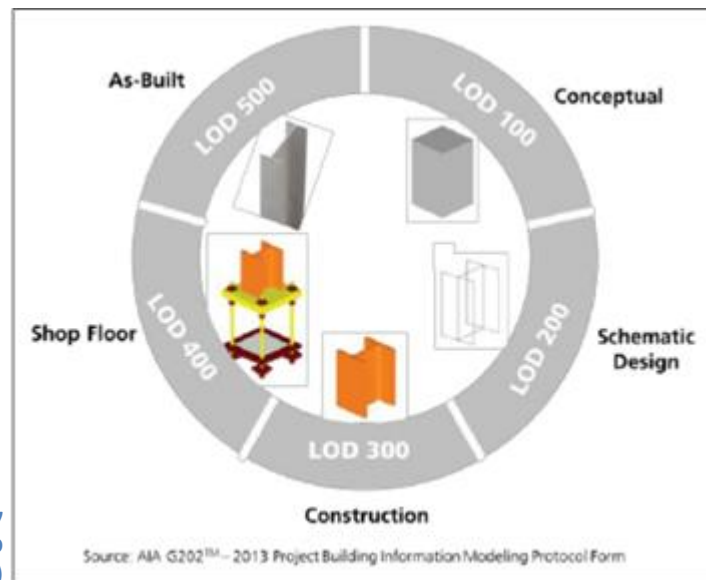 As-Built
LOD 500
LOD 100
Conceptual
LOD 200
Schematic
Design
LOD 300
Construction
LOD 400
Shop Floor
Source: AIA G202™ – 2013 Project Building Information Modeling Protocol Form